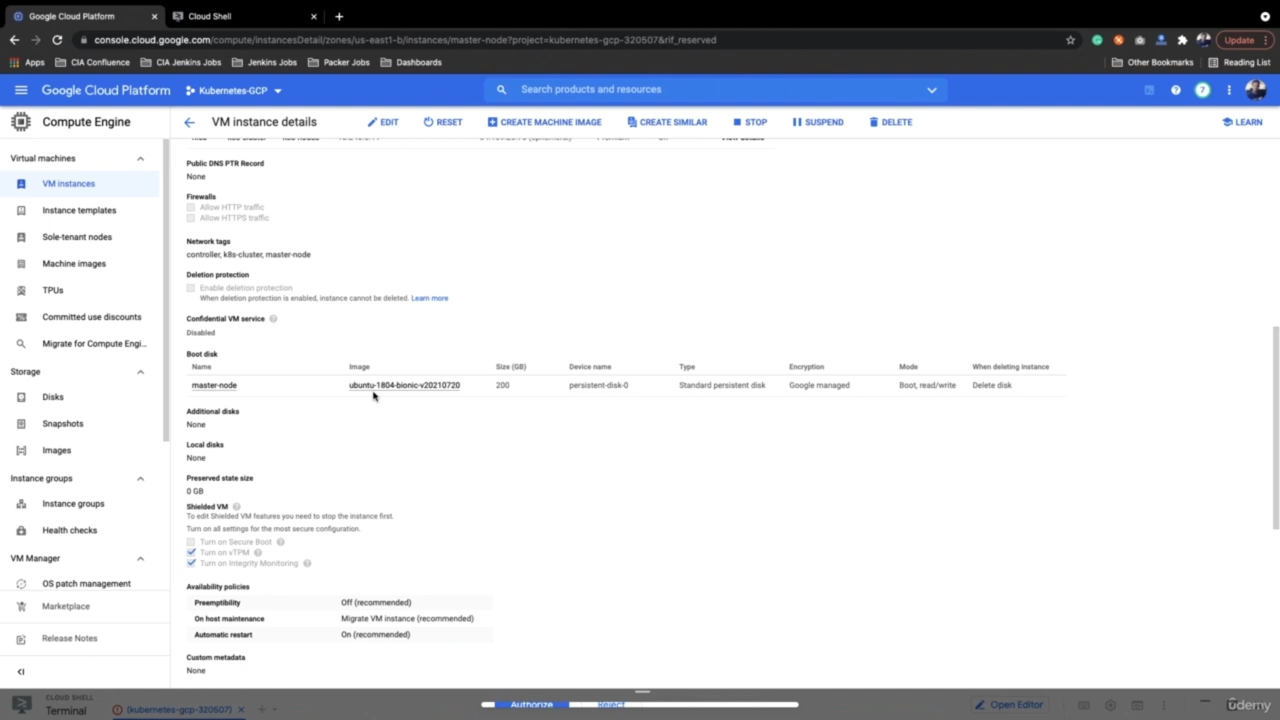 Google Cloud Platform
Cloud Shell
console.cloud.google.com/compute/instancesDetail/zones/us-east1-b/instances/master-node?project=kubernetes-gcp-320507&rif_reserved
Update
Apps CIA Confluence CIA Jenkins Jobs Jenkins Jobs Packer Jobs Dashboards Other Bookmarks Reading List
Google Cloud Platform Kubernetes-GCP Search products and resources 7
Compute Engine VM instance details EDIT RESET CREATE MACHINE IMAGE CREATE SIMILAR STOP SUSPEND DELETE LEARN
Virtual machines
VM instances
Instance templates
Sole-tenant nodes
Machine images
TPUs
Committed use discounts
Migrate for Compute Engi...
Storage
Disks
Snapshots
Images
Instance groups
Instance groups
Health checks
VM Manager
OS patch management
Marketplace
Release Notes
Public DNS PTR Record
None
Firewalls
Allow HTTP traffic
Allow HTTPS traffic
Network tags
controller, k8s-cluster, master-node
Deletion protection
Enable deletion protection
When deletion protection is enabled, instance cannot be deleted. Learn more
Confidential VM service
Disabled
Boot disk
Name Image Size (GB) Device name Type Encryption Mode When deleting instance
master-node ubuntu-1804-bionic-v20210720 200 persistent-disk-0 Standard persistent disk Google managed Boot, read/write Delete disk
Additional disks
None
Local disks
None
Preserved state size
0 GB
Shielded VM
To edit Shielded VM features you need to stop the instance first.
Turn on all settings for the most secure configuration.
Turn on Secure Boot
Turn on vTPM
Turn on Integrity Monitoring
Availability policies
Preemptibility Off (recommended)
On host maintenance Migrate VM instance (recommended)
Automatic restart On (recommended)
Custom metadata
None
CLOUD SHELL
Terminal (kubernetes-gcp-320507) Authorize Reject Open Editor
Udemy